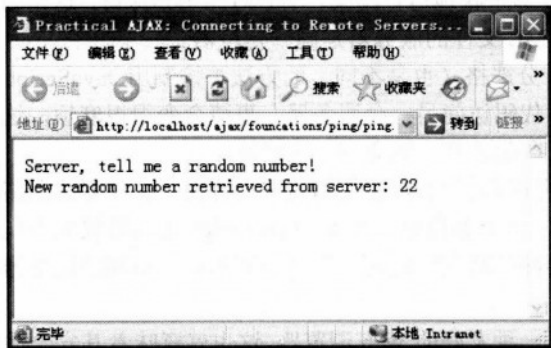 Practical AJAX: Connecting to Remote Servers...
文件(F) 编辑(E) 查看(V) 收藏(A) 工具(T) 帮助(H)
后退 搜索 收藏夹
地址(D) http://localhost/ajax/foundations/ping/ping. 转到 链接 »
Server, tell me a random number!
New random number retrieved from server: 22
完毕 本地 Intranet